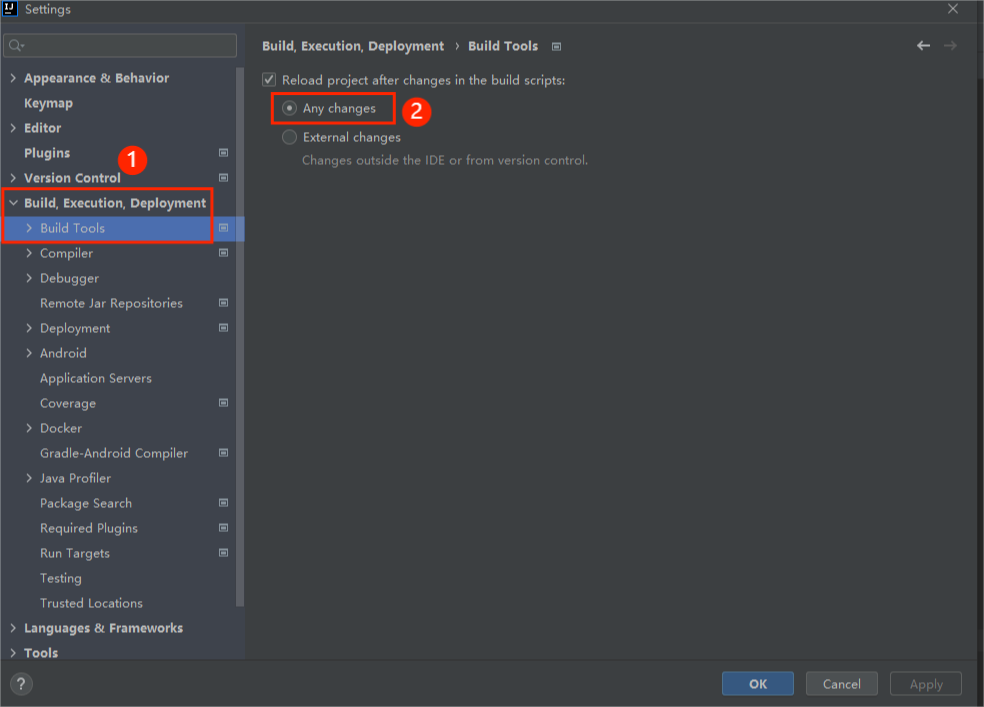 Settings
Appearance & Behavior
Keymap
Editor
Plugins
1
Version Control
Build, Execution, Deployment
Build Tools
Compiler
Debugger
Remote Jar Repositories
Deployment
Android
Application Servers
Coverage
Docker
Gradle-Android Compiler
Java Profiler
Package Search
Required Plugins
Run Targets
Testing
Trusted Locations
Languages & Frameworks
Tools
Build, Execution, Deployment › Build Tools
Reload project after changes in the build scripts:
Any changes 2
External changes
Changes outside the IDE or from version control.
? OK Cancel Apply